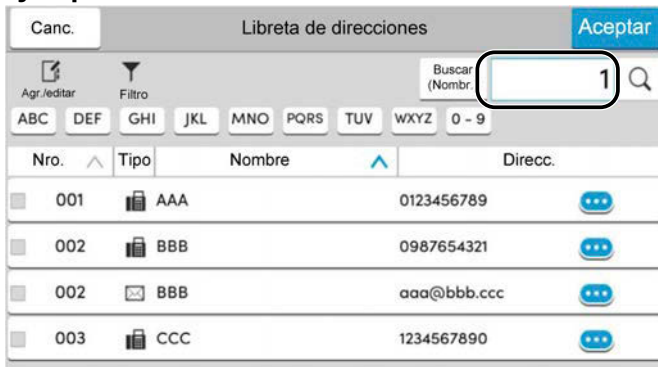 Canc. Libreta de direcciones Aceptar
Agr./editar Filtro Buscar (Nombr. 1
ABC DEF GHI JKL MNO PQRS TUV WXYZ 0 - 9
Nro. Tipo Nombre Direcc.
001 AAA 0123456789
002 BBB 0987654321
002 BBB aaa@bbb.ccc
003 CCC 1234567890